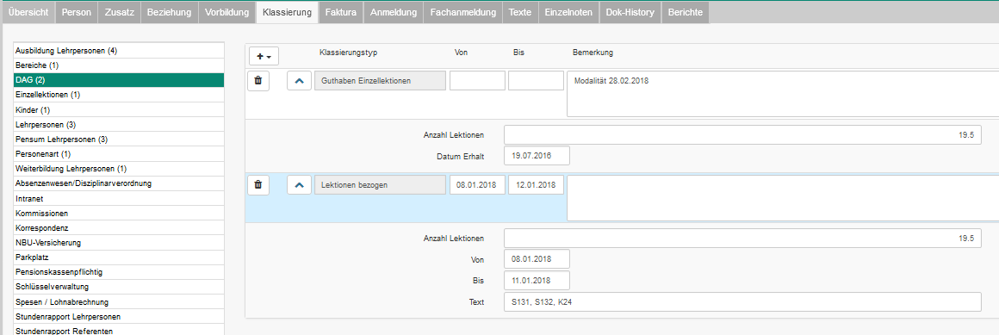 Übersicht Person Zusatz Beziehung Vorbildung Klassierung Faktura Anmeldung Fachanmeldung Texte Einzelnoten Dok-History Berichte
Ausbildung Lehrpersonen (4)
Bereiche (1)
DAG (2)
Einzellektionen (1)
Kinder (1)
Lehrpersonen (3)
Pensum Lehrpersonen (3)
Personenart (1)
Weiterbildung Lehrpersonen (1)
Absenzenwesen/Disziplinarverordnung
Intranet
Kommissionen
Korrespondenz
NBU-Versicherung
Parkplatz
Pensionskassenpflichtig
Schlüsselverwaltung
Spesen / Lohnabrechnung
Stundenrapport Lehrpersonen
Stundenrapport Referenten
Klassierungstyp Von Bis Bemerkung
Guthaben Einzellektionen Modalität 28.02.2018
Anzahl Lektionen 19.5
Datum Erhalt 19.07.2016
Lektionen bezogen 08.01.2018 12.01.2018
Anzahl Lektionen 19.5
Von 08.01.2018
Bis 11.01.2018
Text S131, S132, K24